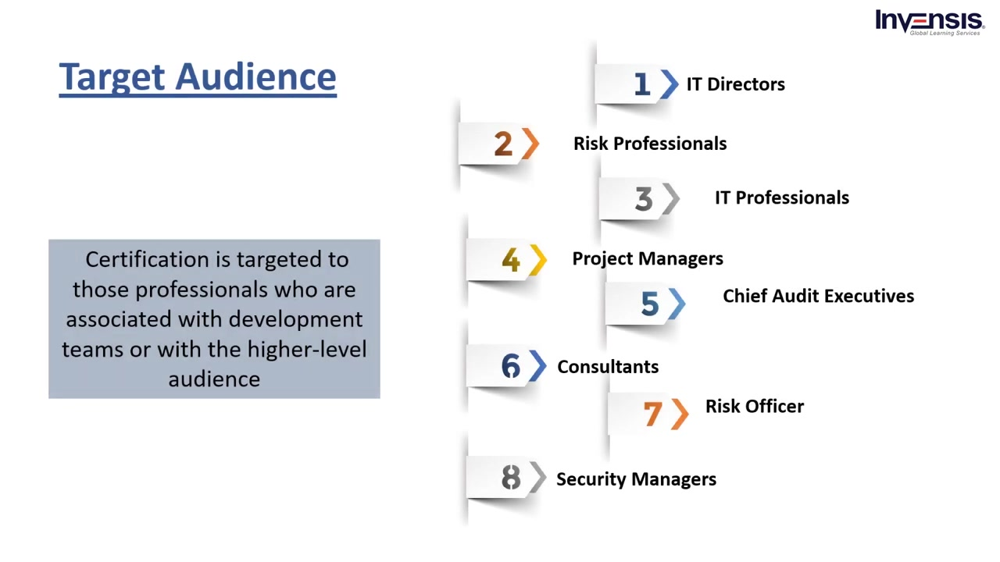 Invensis®
Global Learning Services
Target Audience
1 IT Directors
2 Risk Professionals
3 IT Professionals
4 Project Managers
5 Chief Audit Executives
6 Consultants
7 Risk Officer
8 Security Managers
Certification is targeted to
those professionals who are
associated with development
teams or with the higher-level
audience